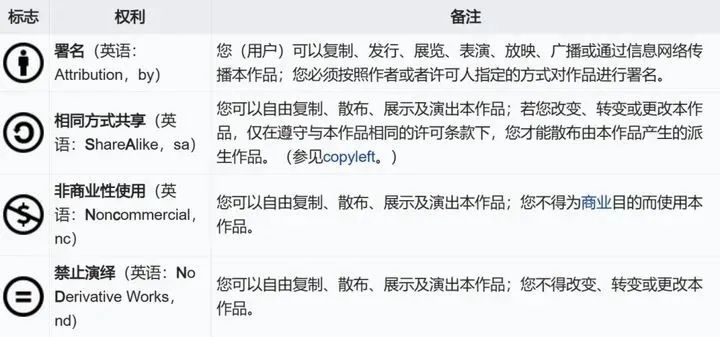 标志 权利 备注
署名（英语：
Attribution，by）
您（用户）可以复制、发行、展览、表演、放映、广播或通过信息网络传
播本作品；您必须按照作者或者许可人指定的方式对作品进行署名。
相同方式共享（英
语：ShareAlike，sa）
您可以自由复制、散布、展示及演出本作品；若您改变、转变或更改本作
品，仅在遵守与本作品相同的许可条款下，您才能散布由本作品产生的派
生作品。（参见copyleft。）
非商业性使用（英
语：Noncommercial，
nc）
您可以自由复制、散布、展示及演出本作品；您不得为商业目的而使用本
作品。
禁止演绎（英语：No
Derivative Works，
nd）
您可以自由复制、散布、展示及演出本作品；您不得改变、转变或更改本
作品。